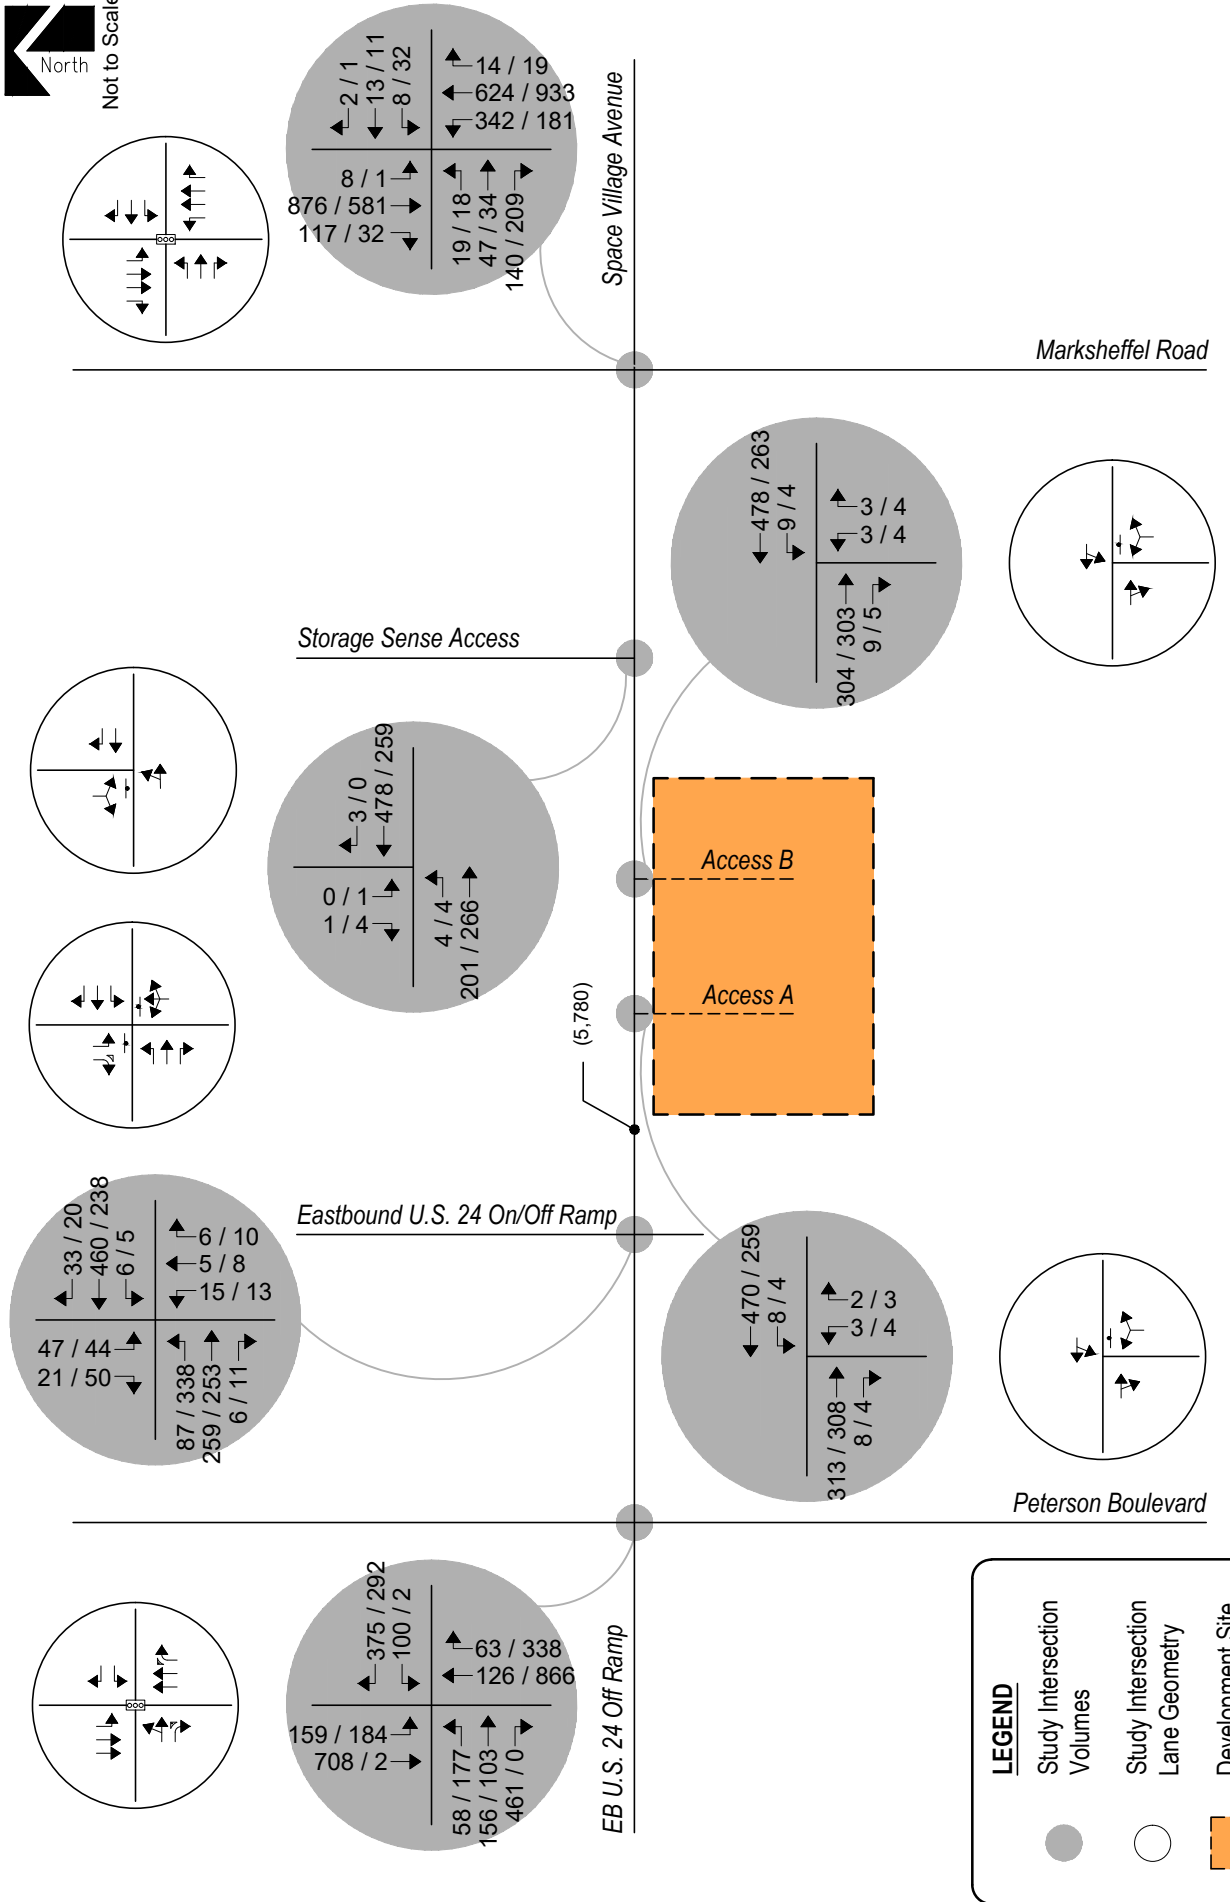 North
Not to Scale
2 / 1
13 / 11
8 / 32
14 / 19
624 / 933
342 / 181
8 / 1
876 / 581
117 / 32
19 / 18
47 / 34
140 / 209
Space Village Avenue
Marksheffel Road
478 / 263
9 / 4
3 / 4
3 / 4
304 / 303
9 / 5
Storage Sense Access
3 / 0
478 / 259
0 / 1
1 / 4
4 / 4
201 / 266
Access B
Access A
(5,780)
Eastbound U.S. 24 On/Off Ramp
33 / 20
460 / 238
6 / 5
6 / 10
5 / 8
15 / 13
47 / 44
21 / 50
87 / 338
259 / 253
6 / 11
470 / 259
8 / 4
2 / 3
3 / 4
313 / 308
8 / 4
Peterson Boulevard
375 / 292
100 / 2
63 / 338
126 / 866
159 / 184
708 / 2
58 / 177
156 / 103
461 / 0
EB U.S. 24 Off Ramp
LEGEND
Study Intersection
Volumes
Study Intersection
Lane Geometry
Development Site